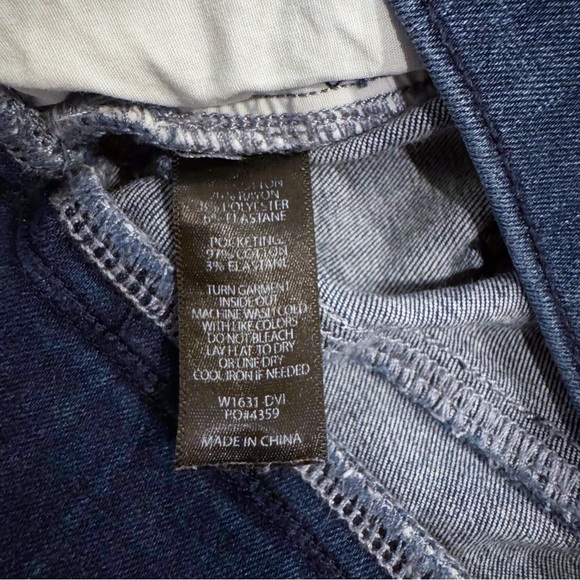 COTTON
RAYON
POLYESTER
ELASTANE
POCKETING:
97% COTTON
3% ELASTANE
TURN GARMENT
INSIDE OUT
MACHINE WASH COLD
WITH LIKE COLORS
DO NOT BLEACH
LAY FLAT TO DRY
OR LINE DRY
COOL IRON IF NEEDED
W1631-DVI
PO#4359
MADE IN CHINA